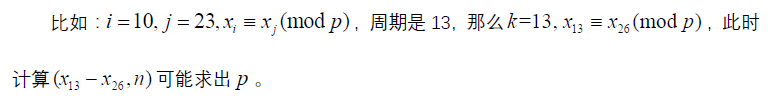 比如：i=10, j=23, x_i ≡ x_j(mod p)，周期是 13，那么 k=13, x_13 ≡ x_26(mod p)，此时
计算(x_13 − x_26, n)可能求出 p 。